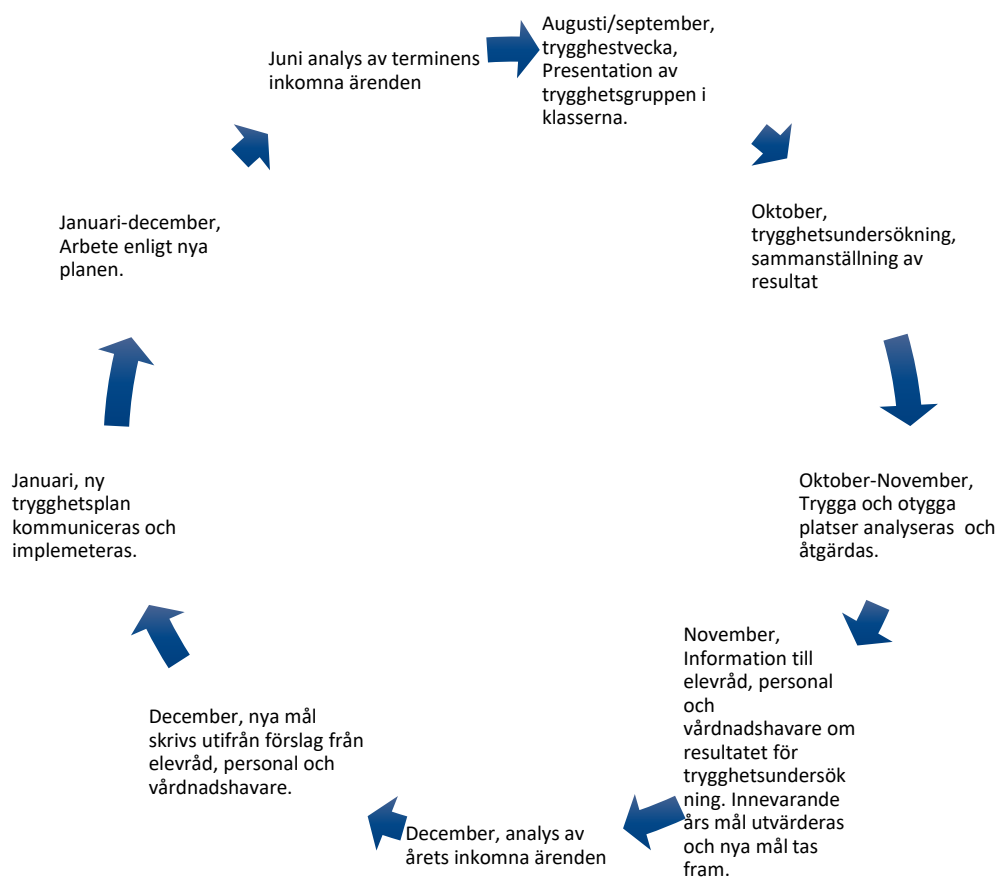 Augusti/september,
trygghestvecka,
Presentation av
trygghetsgruppen i
klasserna.
Oktober,
trygghetsundersökning,
sammanställning av
resultat
Oktober-November,
Trygga och otygga
platser analyseras  och
åtgärdas.
November,
Information till
elevråd, personal
och
vårdnadshavare om
resultatet för
trygghetsundersök
ning. Innevarande
års mål utvärderas
och nya mål tas
fram.
December, analys av
årets inkomna ärenden
December, nya mål
skrivs utifrån förslag från
elevråd, personal och
vårdnadshavare.
Januari, ny
trygghetsplan
kommuniceras och
implemeteras.
Januari-december,
Arbete enligt nya
planen.
Juni analys av terminens
inkomna ärenden